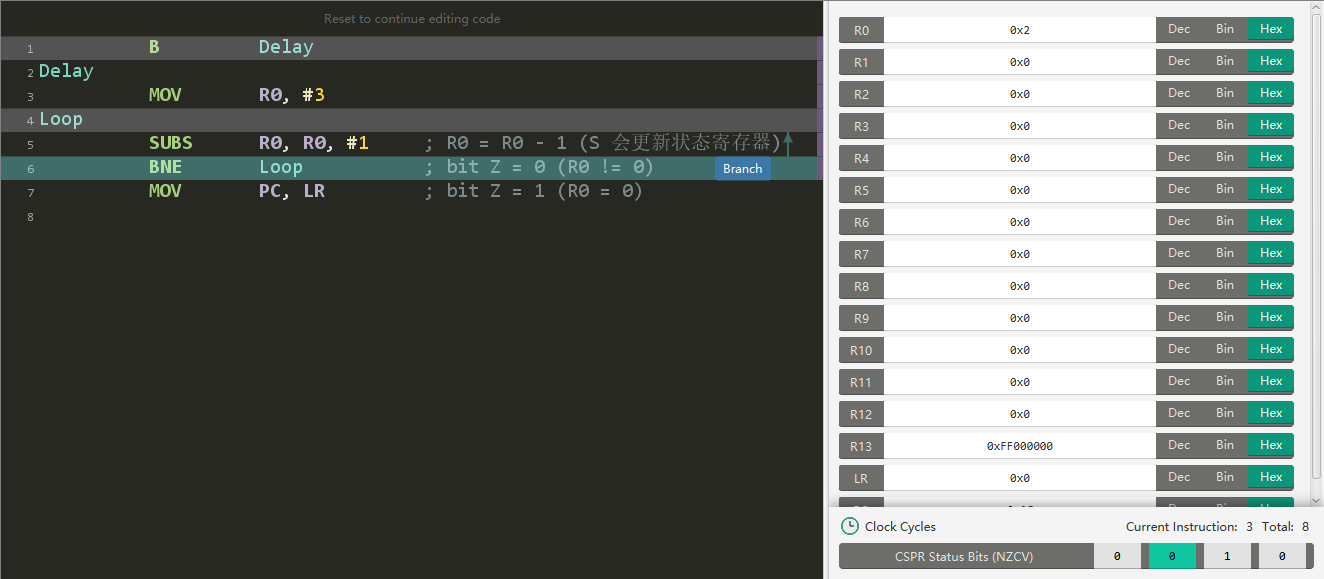 Reset to continue editing code
1 B Delay
2 Delay
3 MOV R0, #3
4 Loop
5 SUBS R0, R0, #1 ; R0 = R0 - 1 (S 会更新状态寄存器)
6 BNE Loop ; bit Z = 0 (R0 != 0) Branch
7 MOV PC, LR ; bit Z = 1 (R0 = 0)
8
R0 0x2 Dec Bin Hex
R1 0x0 Dec Bin Hex
R2 0x0 Dec Bin Hex
R3 0x0 Dec Bin Hex
R4 0x0 Dec Bin Hex
R5 0x0 Dec Bin Hex
R6 0x0 Dec Bin Hex
R7 0x0 Dec Bin Hex
R8 0x0 Dec Bin Hex
R9 0x0 Dec Bin Hex
R10 0x0 Dec Bin Hex
R11 0x0 Dec Bin Hex
R12 0x0 Dec Bin Hex
R13 0xFF000000 Dec Bin Hex
LR 0x0 Dec Bin Hex
Clock Cycles Current Instruction: 3 Total: 8
CSPR Status Bits (NZCV) 0 0 1 0